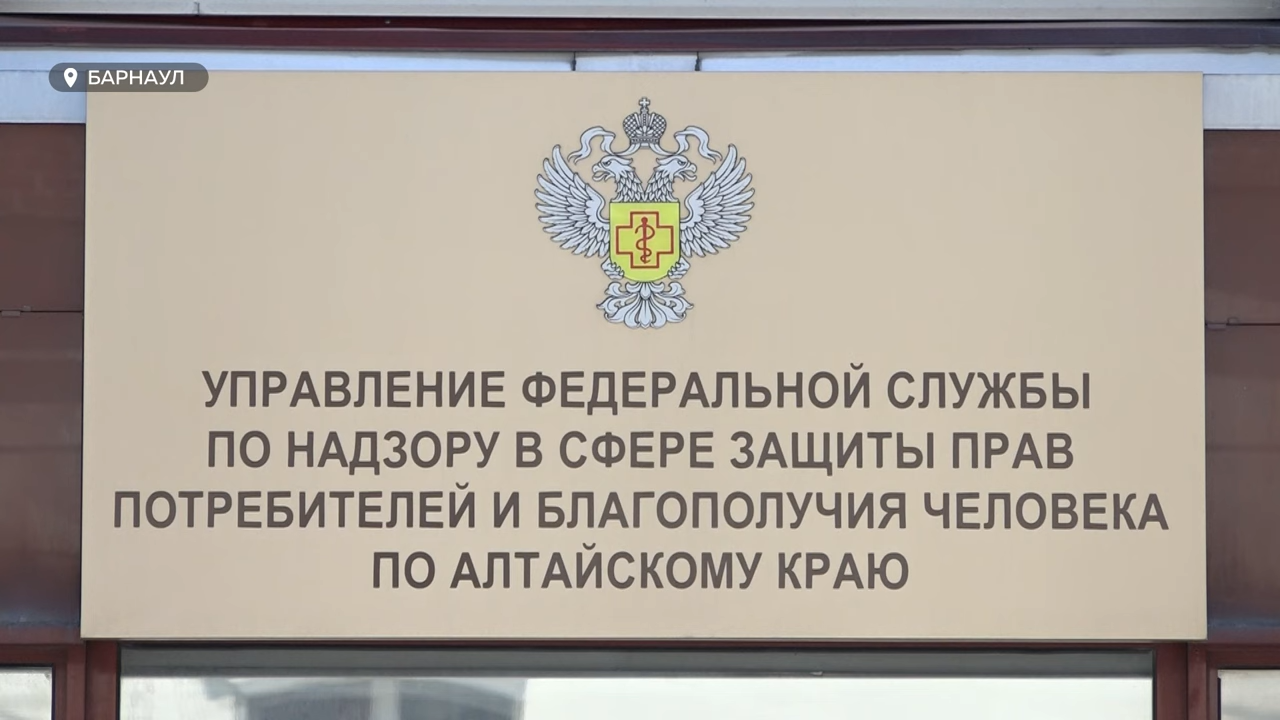 БАРНАУЛ
УПРАВЛЕНИЕ ФЕДЕРАЛЬНОЙ СЛУЖБЫ
ПО НАДЗОРУ В СФЕРЕ ЗАЩИТЫ ПРАВ
ПОТРЕБИТЕЛЕЙ И БЛАГОПОЛУЧИЯ ЧЕЛОВЕКА
ПО АЛТАЙСКОМУ КРАЮ